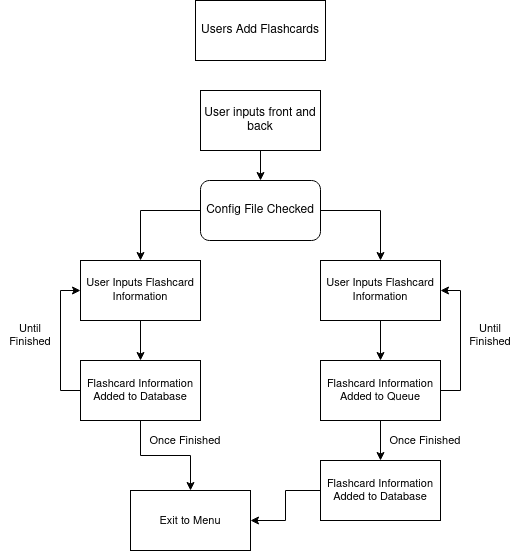 Users Add Flashcards
User inputs front and
back
Config File Checked
User Inputs Flashcard
Information
User Inputs Flashcard
Information
Until
Finished
Until
Finished
Flashcard Information
Added to Database
Flashcard Information
Added to Queue
Once Finished
Once Finished
Flashcard Information
Added to Database
Exit to Menu